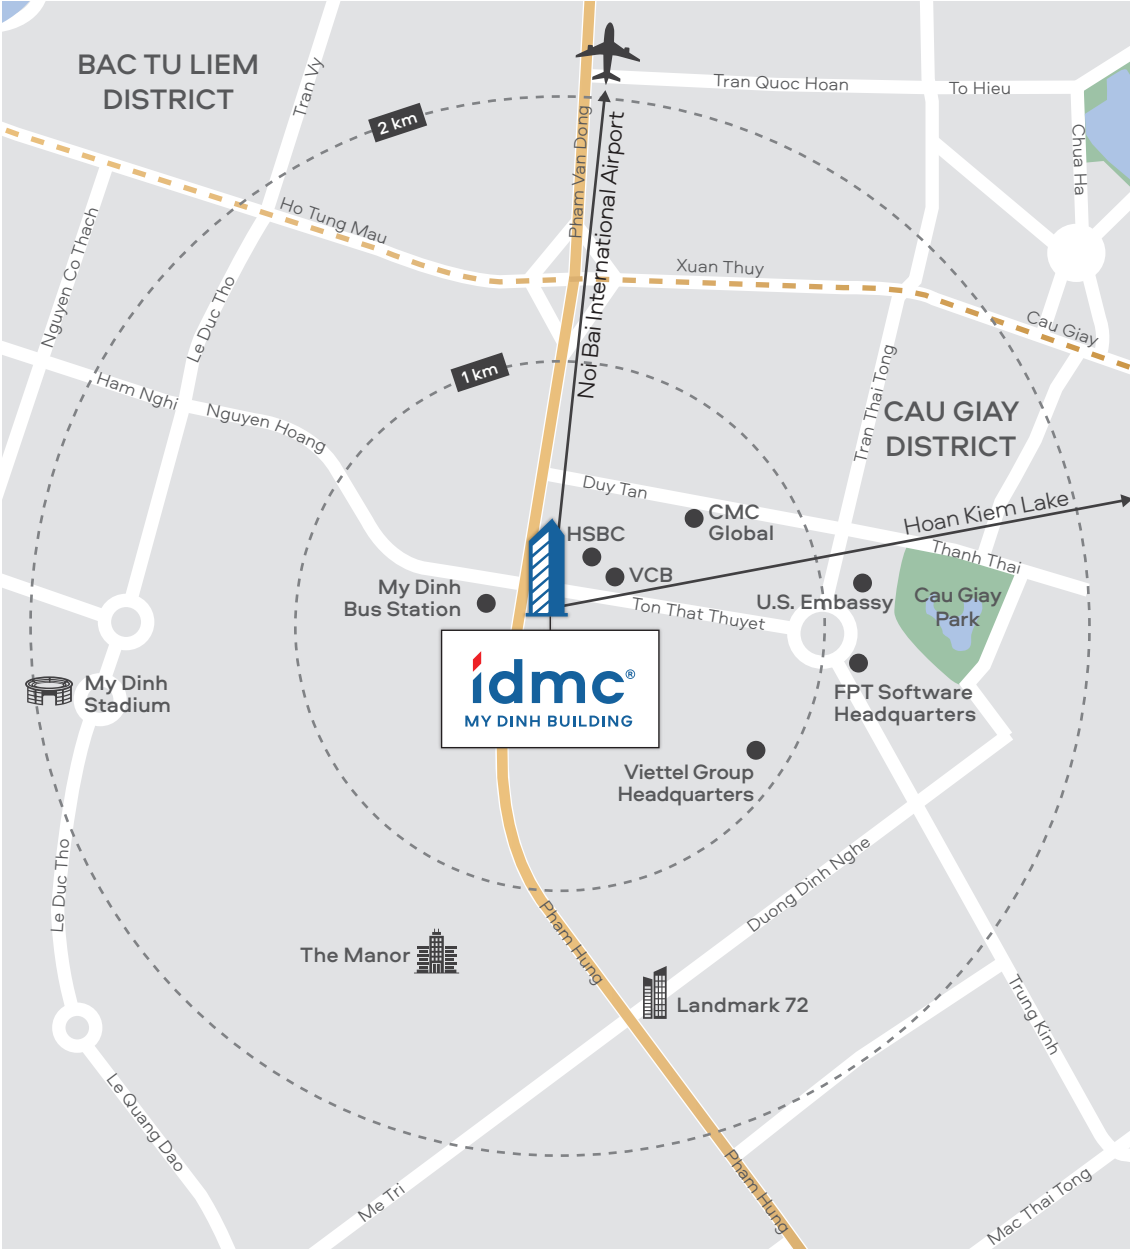 BAC TU LIEM
DISTRICT
Tran Vy
2 km
Tran Quoc Hoan
To Hieu
Chua Ha
Pham Van Dong
Noi Bai International Airport
Ho Tung Mau
Nguyen Co Thach
Xuan Thuy
Le Duc Tho
Cau Giay
1 km
Ham Nghi
Nguyen Hoang
Tran Thai Tong
CAU GIAY
DISTRICT
Duy Tan
CMC
Global
Hoan Kiem Lake
HSBC
VCB
Thanh Thai
My Dinh
Bus Station
Ton That Thuyet
U.S. Embassy
Cau Giay
Park
idmc®
MY DINH BUILDING
My Dinh
Stadium
FPT Software
Headquarters
Viettel Group
Headquarters
Le Duc Tho
Duong Dinh Nghe
Pham Hung
The Manor
Landmark 72
Trung Kinh
Le Quang Dao
Me Tri
Pham Hung
Mac Thai Tong